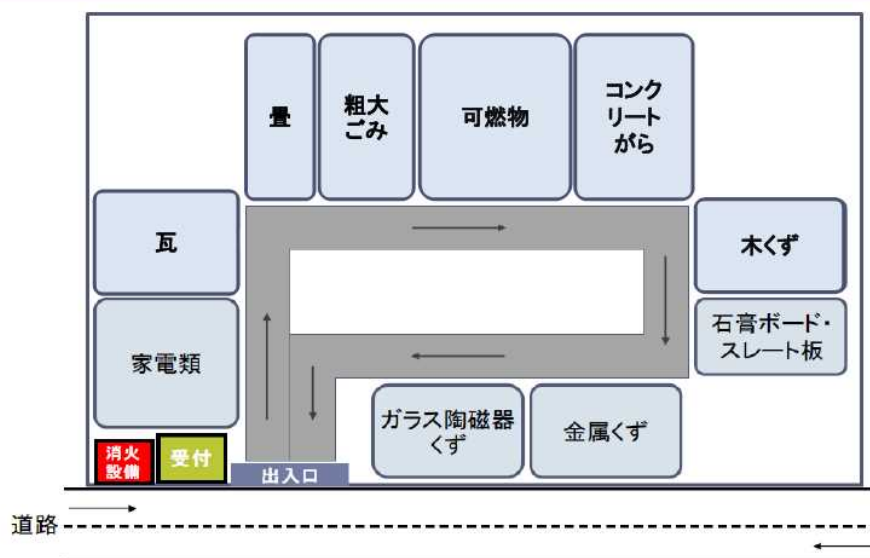 畳
粗大
ごみ
可燃物
コンク
リート
がら
瓦
木くず
家電類
石膏ボード・
スレート板
ガラス陶磁器
くず
金属くず
消火
設備
受付
出入口
道路